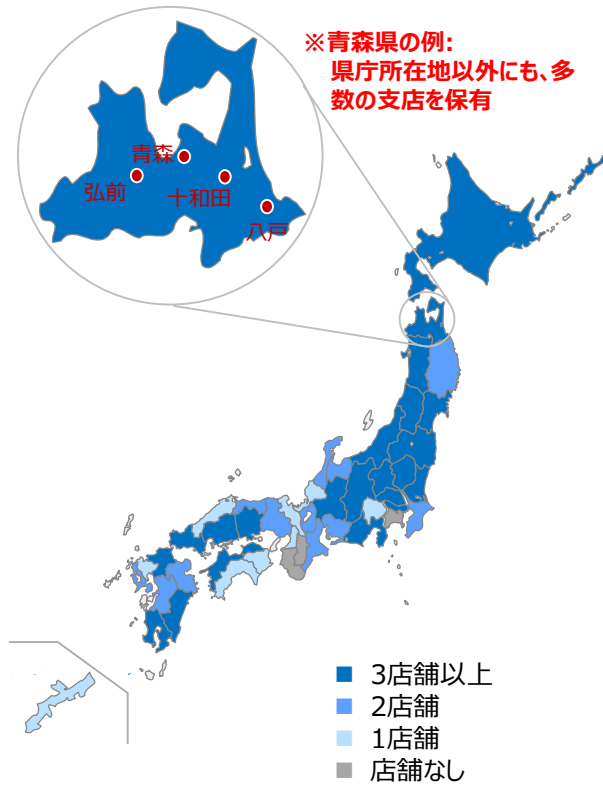 ※青森県の例:
県庁所在地以外にも、多
数の支店を保有
青森
弘前
十和田
八戸
3店舗以上
2店舗
1店舗
店舗なし